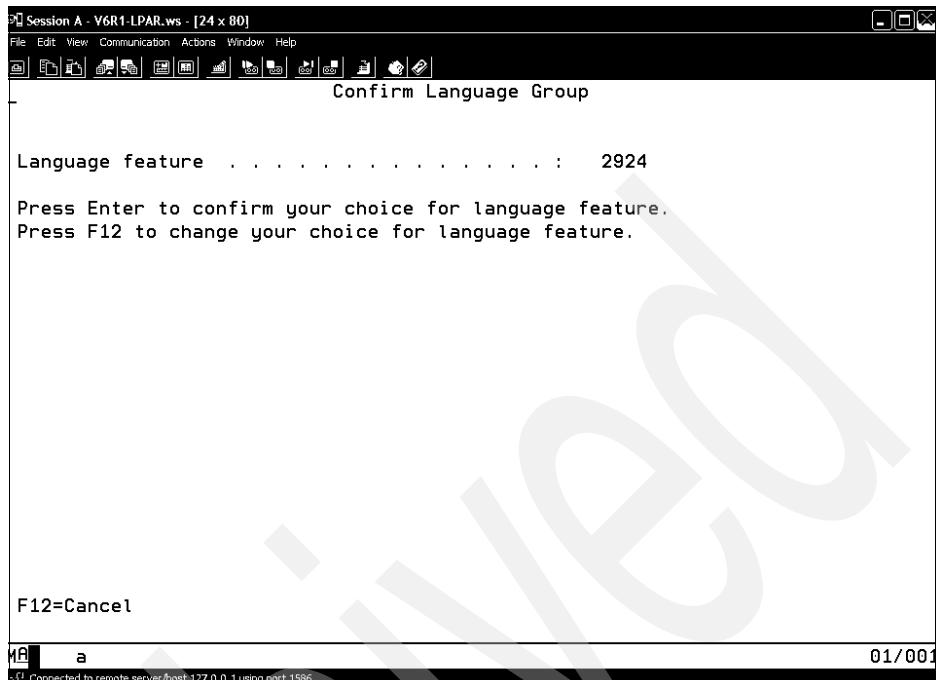 Session A - V6R1-LPAR.ws - [24 x 80]
File Edit View Communication Actions Window Help
Confirm Language Group
Language feature . . . . . . . . . . . . . . : 2924
Press Enter to confirm your choice for language feature.
Press F12 to change your choice for language feature.
F12=Cancel
MA a 01/001
Connected to remote server/host 127.0.0.1 using port 1586